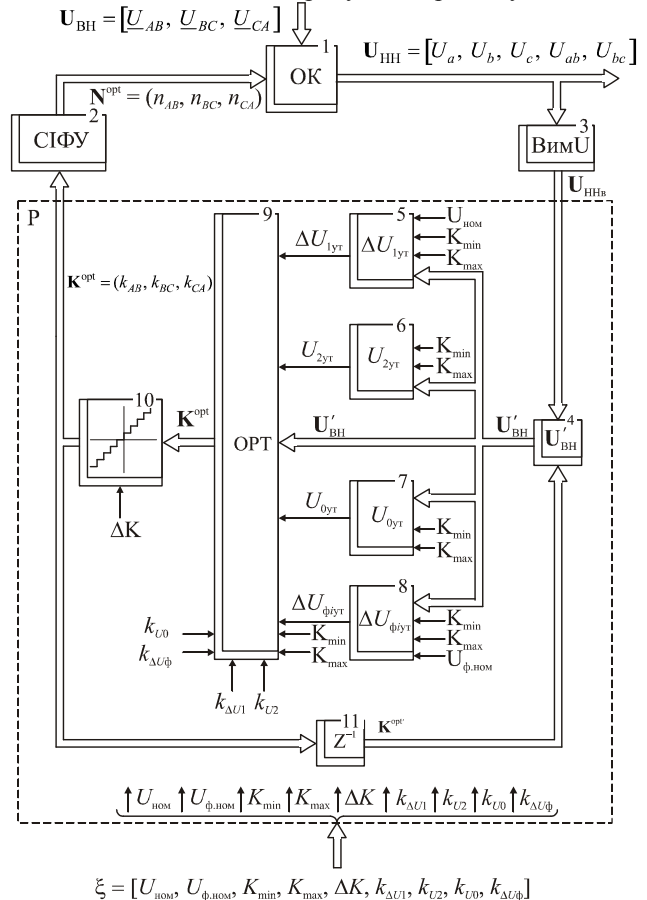 U_ВН = [U_AB, U_BC, U_CA]
1
ОК
U_НН = [U_a, U_b, U_c, U_ab, U_bc]
N^opt = (n_AB, n_BC, n_CA)
2
СІФУ
3
ВимU
U_ННв
Р
9
5
U_ном
ΔU_1ут
ΔU_1ут
K_min
K_max
K^opt = (k_AB, k_BC, k_CA)
6
U_2ут
U_2ут
K_min
K_max
10
K^opt
ОРТ
U′_ВН
U′_ВН
4
U′_ВН
ΔK
7
U_0ут
U_0ут
K_min
K_max
8
ΔU_фiут
ΔU_фiут
K_min
K_max
U_ф.ном
k_U0
K_min
k_ΔUф
K_max
k_ΔU1
k_U2
11
Z^−1
K^opt'
U_ном U_ф.ном K_min K_max ΔK k_ΔU1 k_U2 k_U0 k_ΔUф
ξ = [U_ном, U_ф.ном, K_min, K_max, ΔK, k_ΔU1, k_U2, k_U0, k_ΔUф]